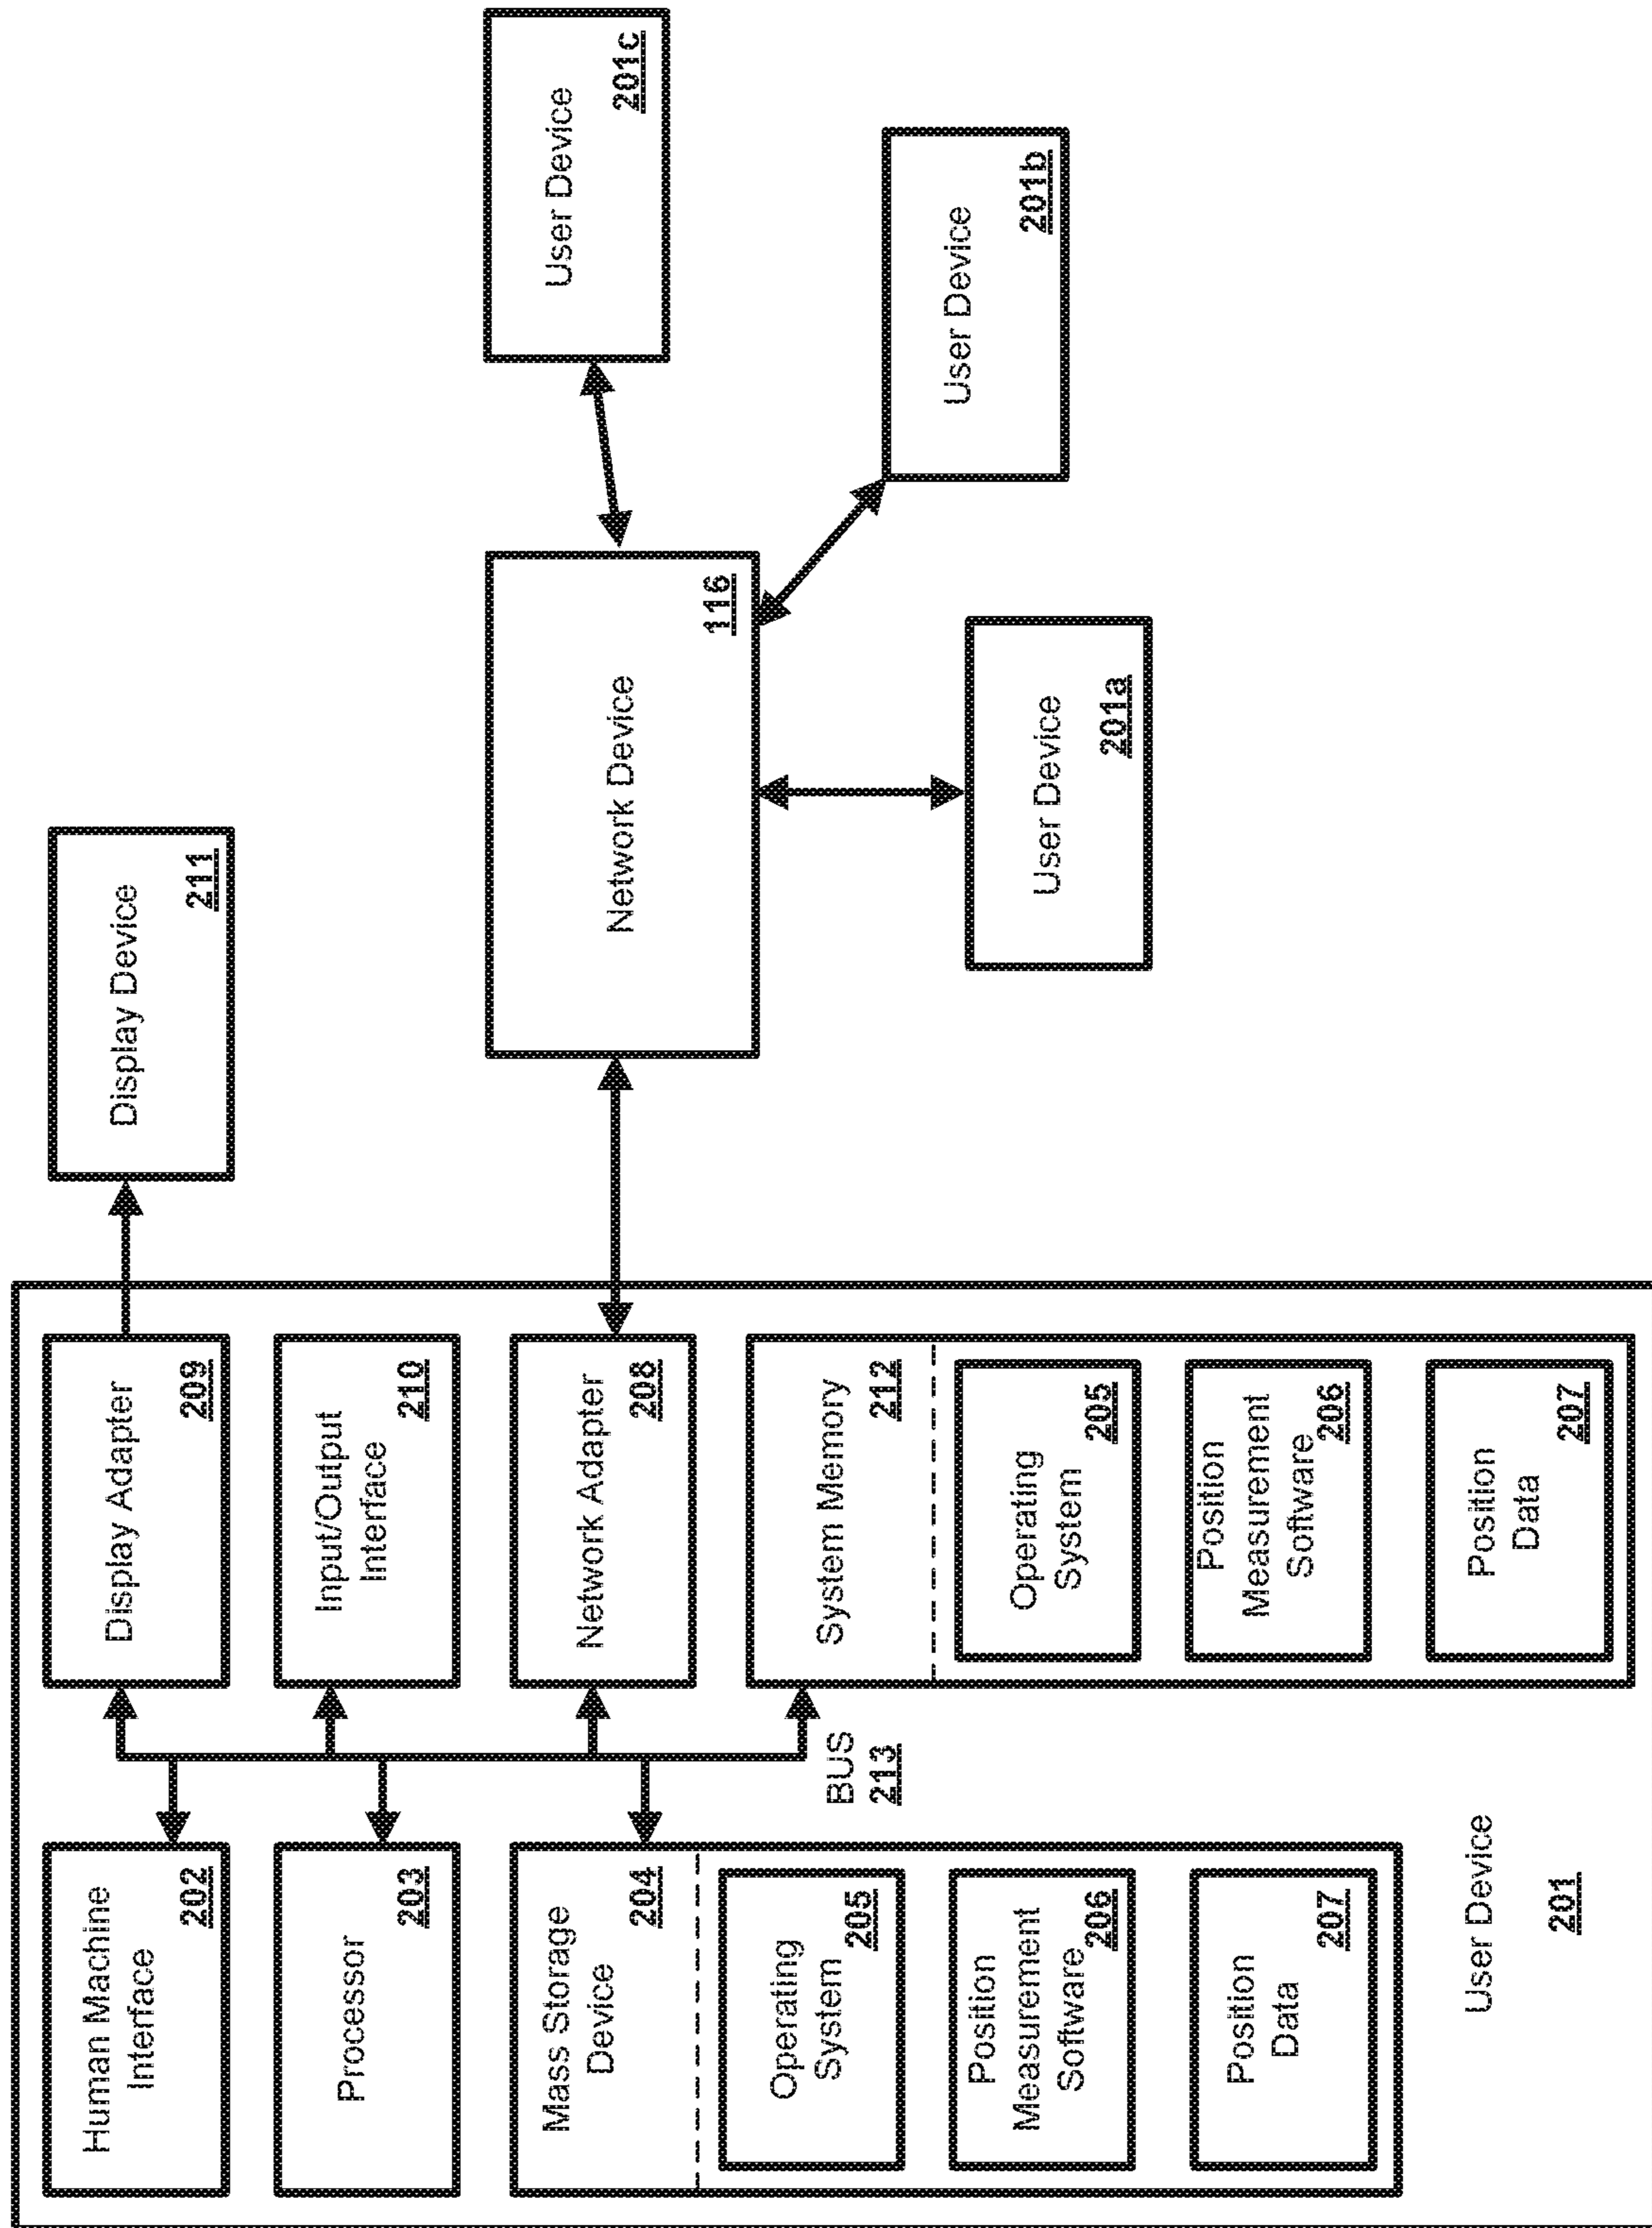 Human Machine
Interface
202
Processor
203
Mass Storage
Device
204
Operating
System
205
Position
Measurement
Software
206
Position
Data
207
Display Adapter
209
Input/Output
Interface
210
Network Adapter
208
System Memory
212
Operating
System
205
Position
Measurement
Software
206
Position
Data
207
BUS
213
User Device
201
Display Device
211
Network Device
116
User Device
201a
User Device
201b
User Device
201c